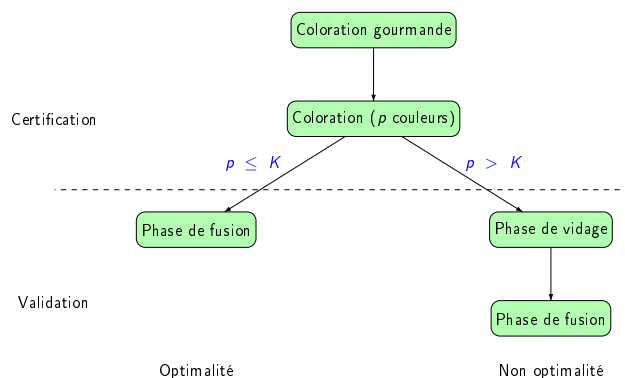 Coloration gourmande
Certification
Coloration (p couleurs)
p ≤ K
p > K
Phase de fusion
Phase de vidage
Validation
Phase de fusion
Optimalité
Non optimalité